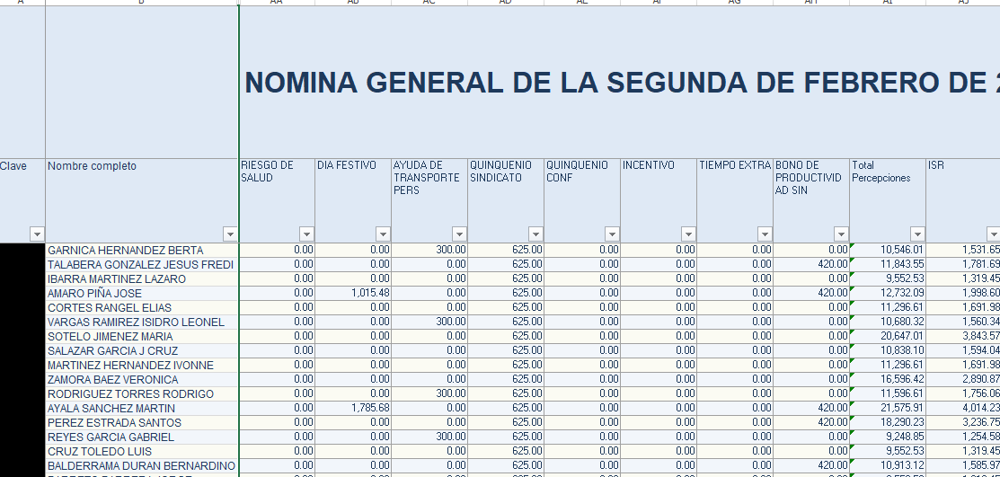 A B AA AB AC AD AE AF AG AH AI AJ
NOMINA GENERAL DE LA SEGUNDA DE FEBRERO DE
Clave Nombre completo RIESGO DE SALUD DIA FESTIVO AYUDA DE TRANSPORTE PERS QUINQUENIO SINDICATO QUINQUENIO CONF INCENTIVO TIEMPO EXTRA BONO DE PRODUCTIVIDAD SIN Total Percepciones ISR
GARNICA HERNANDEZ BERTA 0.00 0.00 300.00 625.00 0.00 0.00 0.00 0.00 10,546.01 1,531.65
TALABERA GONZALEZ JESUS FREDI 0.00 0.00 0.00 625.00 0.00 0.00 0.00 420.00 11,843.55 1,781.69
IBARRA MARTINEZ LAZARO 0.00 0.00 0.00 625.00 0.00 0.00 0.00 0.00 9,552.53 1,319.45
AMARO PIÑA JOSE 0.00 1,015.48 0.00 625.00 0.00 0.00 0.00 420.00 12,732.09 1,998.60
CORTES RANGEL ELIAS 0.00 0.00 0.00 625.00 0.00 0.00 0.00 0.00 11,296.61 1,691.98
VARGAS RAMIREZ ISIDRO LEONEL 0.00 0.00 300.00 625.00 0.00 0.00 0.00 0.00 10,680.32 1,560.34
SOTELO JIMENEZ MARIA 0.00 0.00 0.00 625.00 0.00 0.00 0.00 0.00 20,647.01 3,843.57
SALAZAR GARCIA J CRUZ 0.00 0.00 0.00 625.00 0.00 0.00 0.00 0.00 10,838.10 1,594.04
MARTINEZ HERNANDEZ IVONNE 0.00 0.00 0.00 625.00 0.00 0.00 0.00 0.00 11,296.61 1,691.98
ZAMORA BAEZ VERONICA 0.00 0.00 0.00 625.00 0.00 0.00 0.00 0.00 16,596.42 2,890.87
RODRIGUEZ TORRES RODRIGO 0.00 0.00 300.00 625.00 0.00 0.00 0.00 0.00 11,596.61 1,756.06
AYALA SANCHEZ MARTIN 0.00 1,785.68 0.00 625.00 0.00 0.00 0.00 420.00 21,575.91 4,014.23
PEREZ ESTRADA SANTOS 0.00 0.00 0.00 625.00 0.00 0.00 0.00 420.00 18,290.23 3,236.75
REYES GARCIA GABRIEL 0.00 0.00 300.00 625.00 0.00 0.00 0.00 0.00 9,248.85 1,254.58
CRUZ TOLEDO LUIS 0.00 0.00 0.00 625.00 0.00 0.00 0.00 0.00 9,552.53 1,319.45
BALDERRAMA DURAN BERNARDINO 0.00 0.00 0.00 625.00 0.00 0.00 0.00 420.00 10,913.12 1,585.97